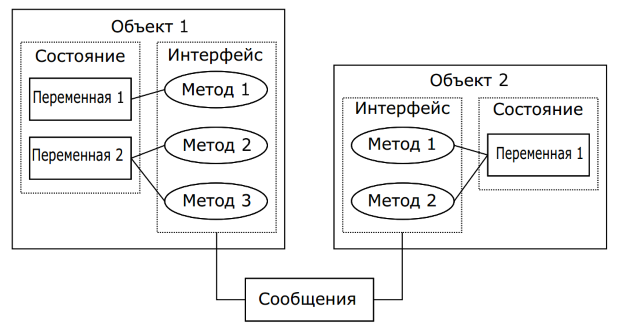 Объект 1
Состояние
Интерфейс
Переменная 1
Метод 1
Переменная 2
Метод 2
Метод 3
Объект 2
Интерфейс
Состояние
Метод 1
Переменная 1
Метод 2
Сообщения